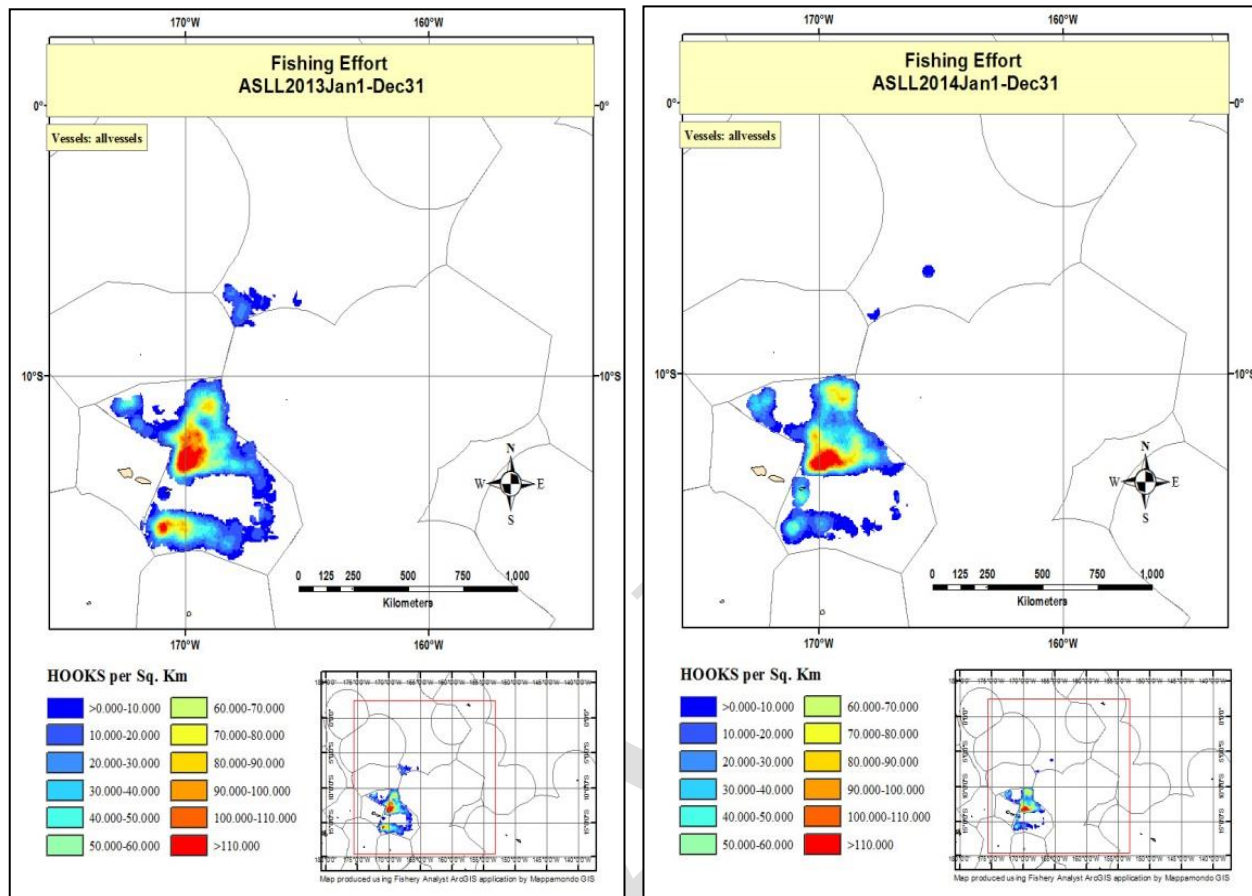 170°W
160°W
Fishing Effort
ASLL2013Jan1-Dec31
0°
0°
Vessels: allvessels
10°S
10°S
N
W
E
S
0 125 250 500 750 1,000
Kilometers
170°W
160°W
HOOKS per Sq. Km
>0.000-10.000
10.000-20.000
20.000-30.000
30.000-40.000
40.000-50.000
50.000-60.000
60.000-70.000
70.000-80.000
80.000-90.000
90.000-100.000
100.000-110.000
>110.000
Map produced using Fishery Analyst ArcGIS application by Mappamondo GIS
170°W
160°W
Fishing Effort
ASLL2014Jan1-Dec31
0°
0°
Vessels: allvessels
10°S
10°S
N
W
E
S
0 125 250 500 750 1,000
Kilometers
170°W
160°W
HOOKS per Sq. Km
>0.000-10.000
10.000-20.000
20.000-30.000
30.000-40.000
40.000-50.000
50.000-60.000
60.000-70.000
70.000-80.000
80.000-90.000
90.000-100.000
100.000-110.000
>110.000
Map produced using Fishery Analyst ArcGIS application by Mappamondo GIS